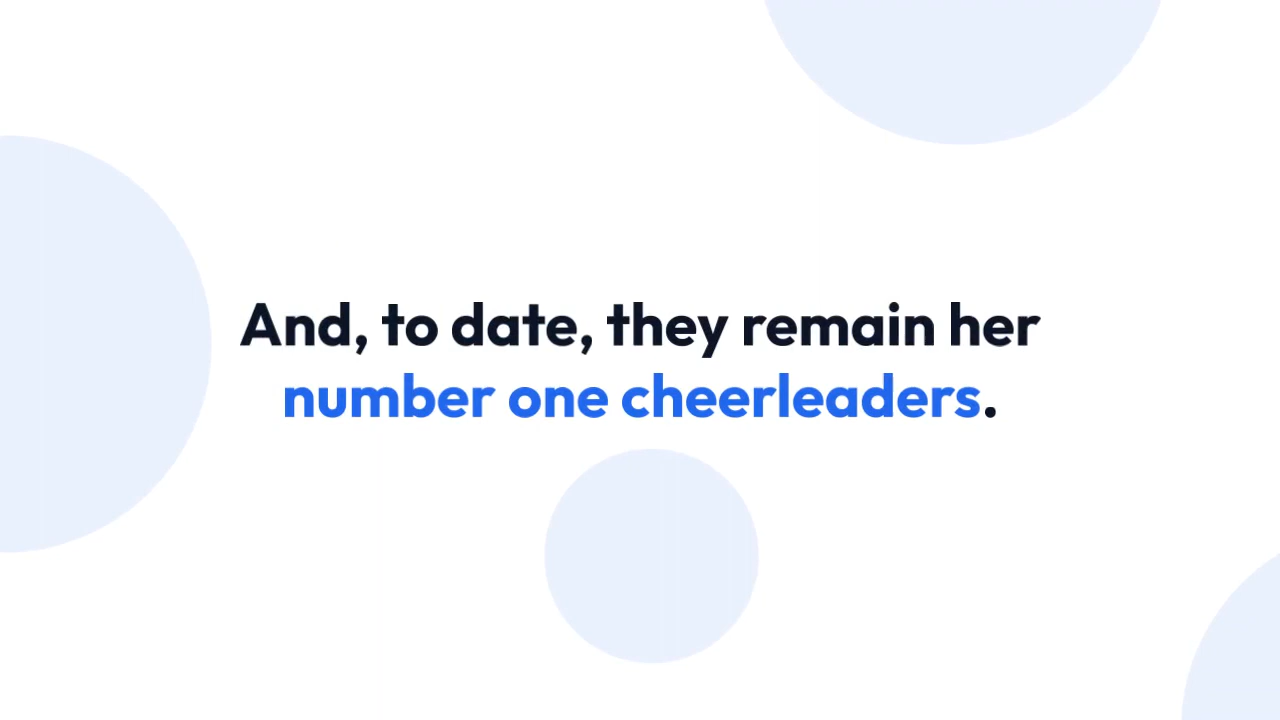 And, to date, they remain her
number one cheerleaders.